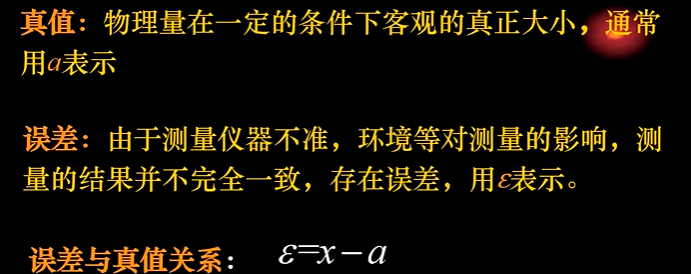 真值：物理量在一定的条件下客观的真正大小，通常
用a表示
误差：由于测量仪器不准，环境等对测量的影响，测
量的结果并不完全一致，存在误差，用ε表示。
误差与真值关系： ε=x－a